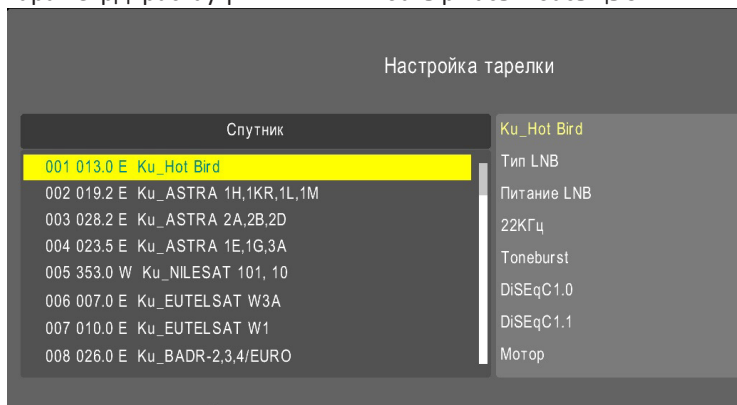 Настройка тарелки
Спутник
001 013.0 E Ku_Hot Bird
002 019.2 E Ku_ASTRA 1H,1KR,1L,1M
003 028.2 E Ku_ASTRA 2A,2B,2D
004 023.5 E Ku_ASTRA 1E,1G,3A
005 353.0 W Ku_NILESAT 101, 10
006 007.0 E Ku_EUTELSAT W3A
007 010.0 E Ku_EUTELSAT W1
008 026.0 E Ku_BADR-2,3,4/EURO
Ku_Hot Bird
Тип LNB
Питание LNB
22КГц
Toneburst
DiSEqC1.0
DiSEqC1.1
Мотор